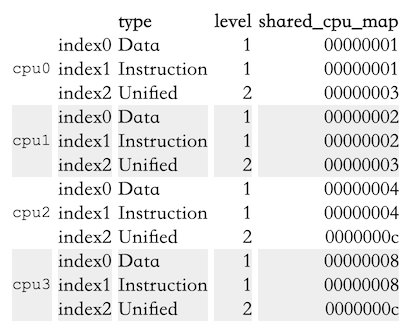 type level shared_cpu_map
index0 Data 1 00000001
cpu0 index1 Instruction 1 00000001
index2 Unified 2 00000003
index0 Data 1 00000002
cpu1 index1 Instruction 1 00000002
index2 Unified 2 00000003
index0 Data 1 00000004
cpu2 index1 Instruction 1 00000004
index2 Unified 2 0000000c
index0 Data 1 00000008
cpu3 index1 Instruction 1 00000008
index2 Unified 2 0000000c